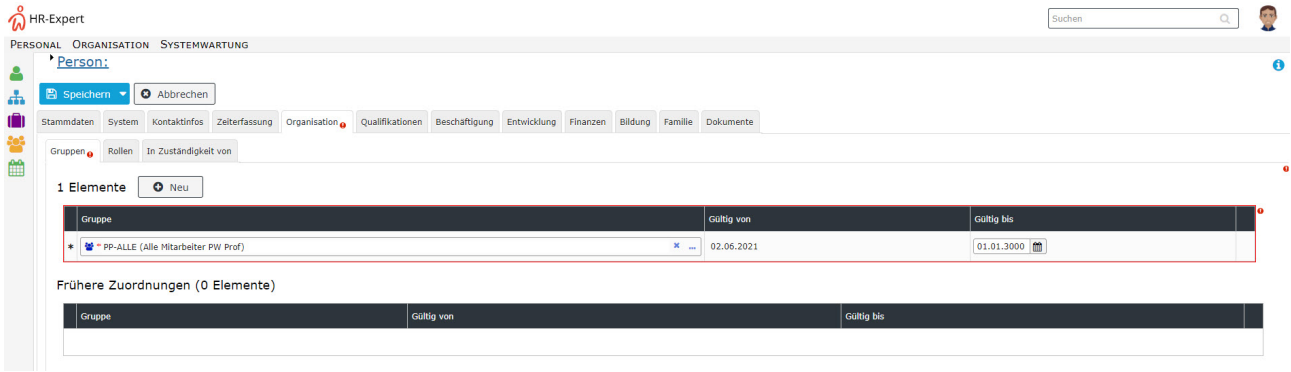 HR-Expert
Suchen
PERSONAL ORGANISATION SYSTEMWARTUNG
Person:
Speichern Abbrechen
Stammdaten System Kontaktinfos Zeiterfassung Organisation Qualifikationen Beschäftigung Entwicklung Finanzen Bildung Familie Dokumente
Gruppen Rollen In Zuständigkeit von
1 Elemente Neu
Gruppe Gültig von Gültig bis
* * PP-ALLE (Alle Mitarbeiter PW Prof) ... 02.06.2021 01.01.3000
Frühere Zuordnungen (0 Elemente)
Gruppe Gültig von Gültig bis